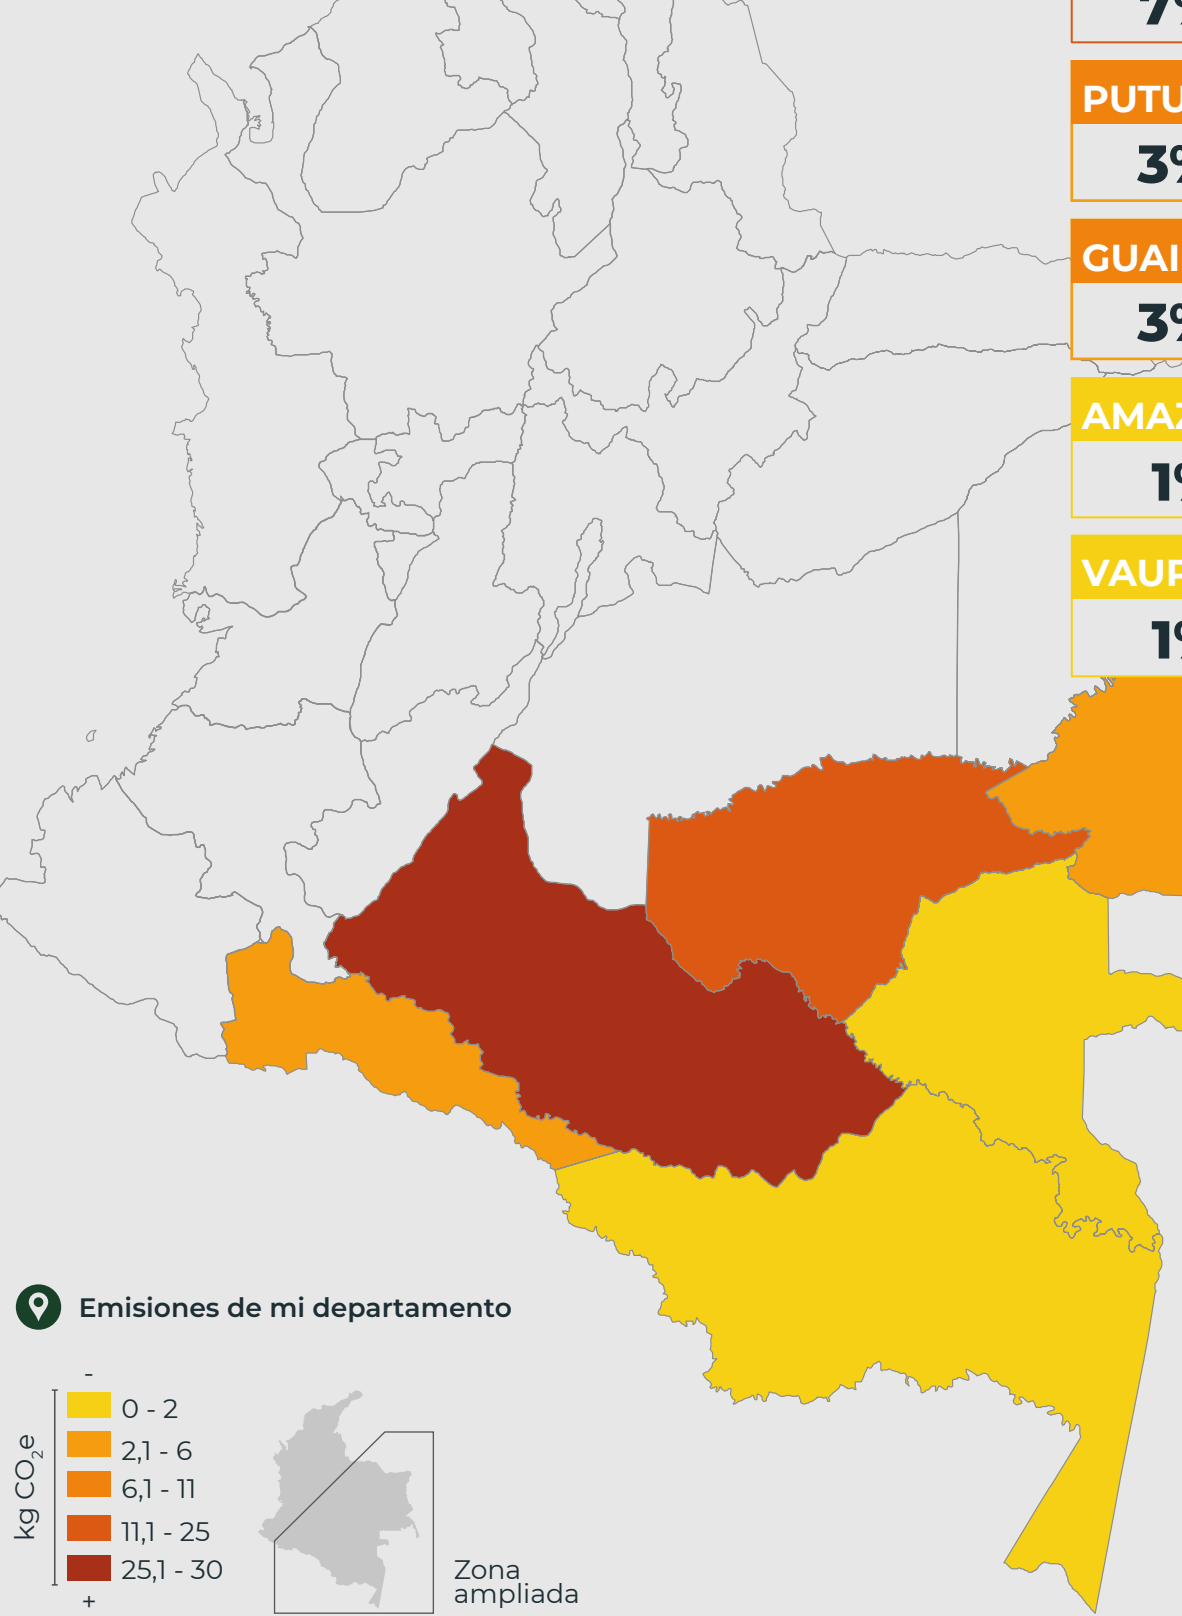 7%
PUTU
3%
GUAI
3%
AMAZ
1%
VAUP
1%
Emisiones de mi departamento
-
0 - 2
2,1 - 6
6,1 - 11
11,1 - 25
25,1 - 30
+
kg CO₂e
Zona
ampliada